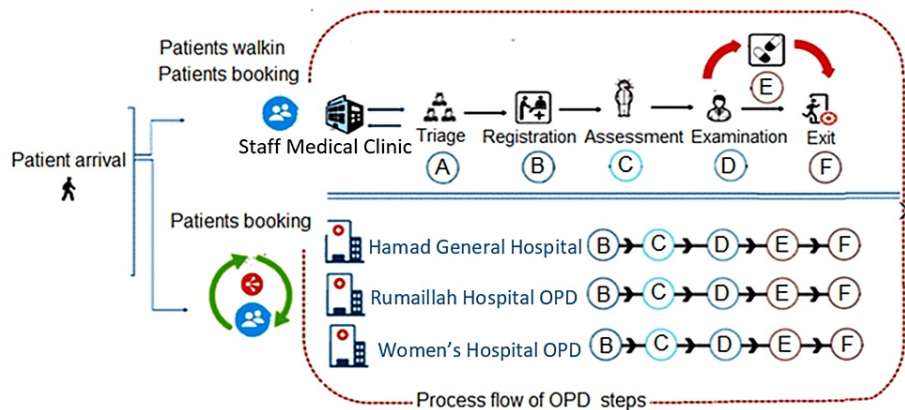 Patients walkin
Patients booking
Staff Medical Clinic
Patient arrival
Triage
Registration
Assessment
Examination
Exit
A
B
C
D
E
F
Patients booking
Hamad General Hospital B C D E F
Rumaillah Hospital OPD B C D E F
Women's Hospital OPD B C D E F
Process flow of OPD steps